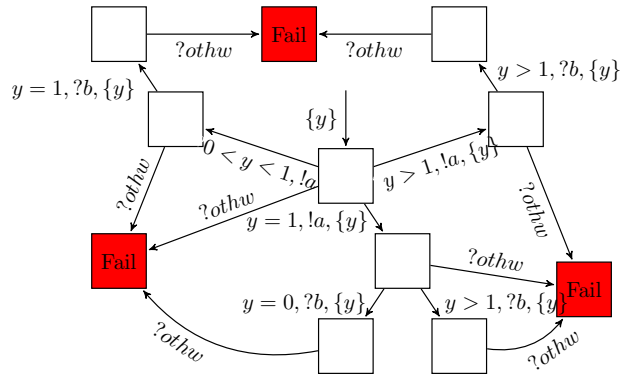 Fail
?othw
?othw
y = 1, ?b, {y}
y > 1, ?b, {y}
{y}
0 < y < 1, !a
y > 1, !a, {y}
?othw
?othw
?othw
y = 1, !a, {y}
?othw
Fail
Fail
y = 0, ?b, {y}
y > 1, ?b, {y}
?othw
?othw